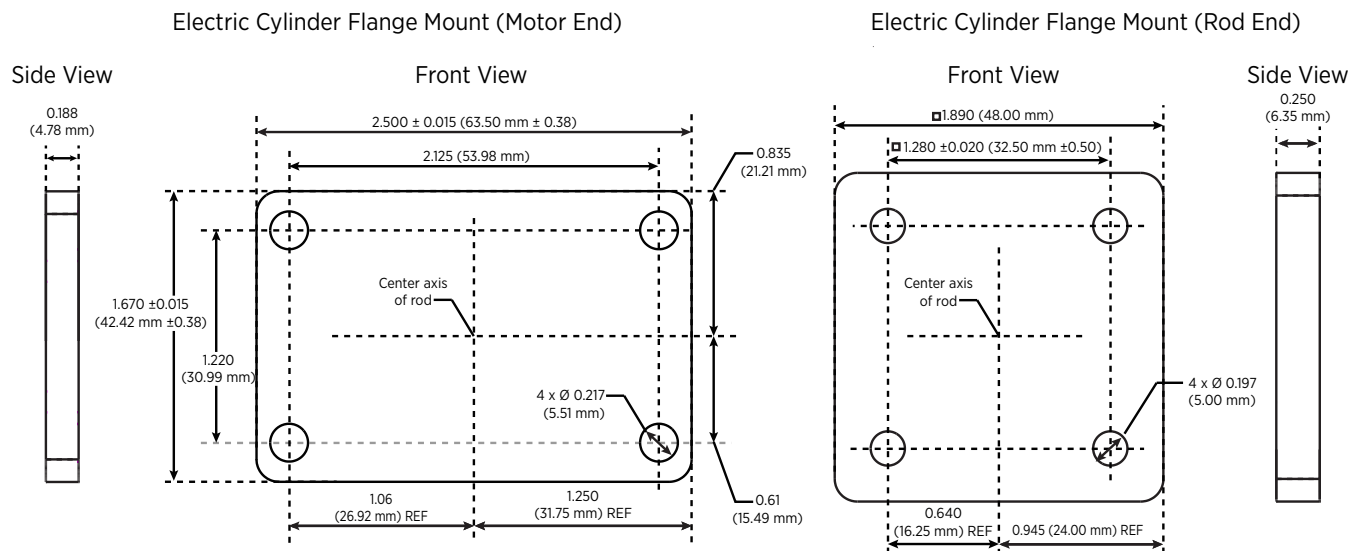 Electric Cylinder Flange Mount (Motor End)
Side View
Front View
0.188
(4.78 mm)
2.500 ± 0.015 (63.50 mm ± 0.38)
2.125 (53.98 mm)
0.835
(21.21 mm)
1.670 ±0.015
(42.42 mm ±0.38)
1.220
(30.99 mm)
Center axis
of rod
4 x Ø 0.217
(5.51 mm)
1.06
(26.92 mm) REF
1.250
(31.75 mm) REF
0.61
(15.49 mm)
Electric Cylinder Flange Mount (Rod End)
Front View
Side View
1.890 (48.00 mm)
1.280 ±0.020 (32.50 mm ±0.50)
0.250
(6.35 mm)
Center axis
of rod
4 x Ø 0.197
(5.00 mm)
0.640
(16.25 mm) REF
0.945 (24.00 mm) REF